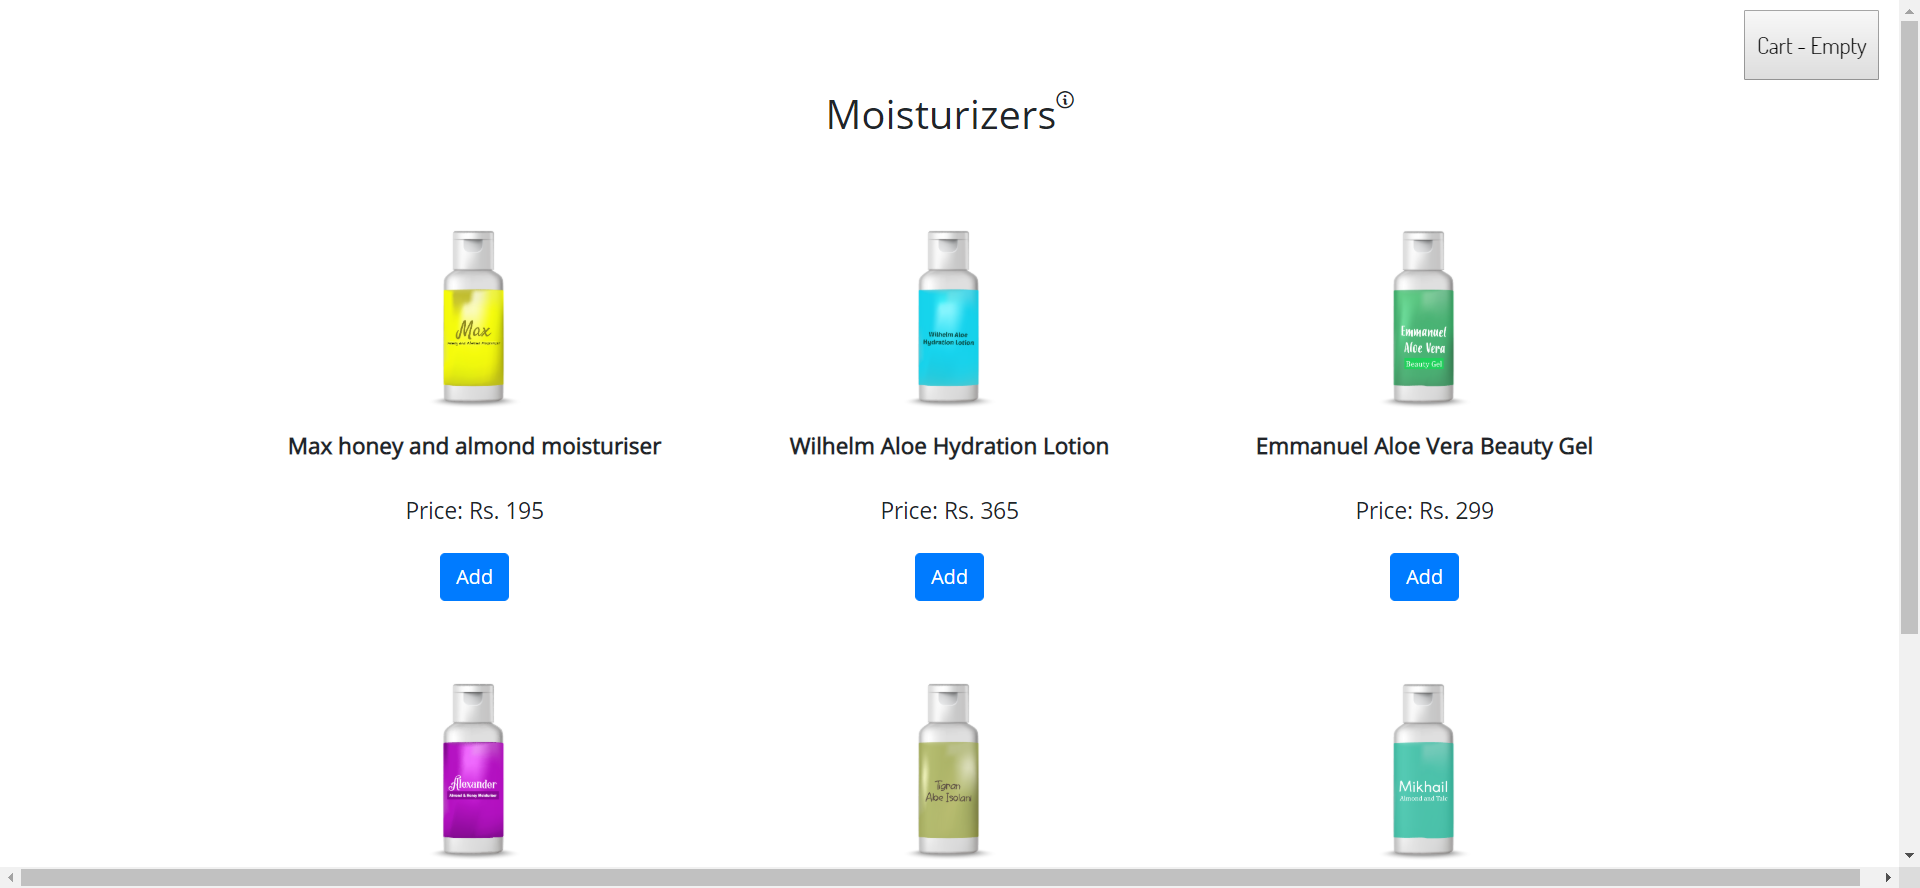 Cart - Empty
Moisturizers
Max
Honey and Almond Moisturizer
Wilhelm Aloe
Hydration Lotion
Emmanuel
Aloe Vera
Beauty Gel
Max honey and almond moisturiser
Wilhelm Aloe Hydration Lotion
Emmanuel Aloe Vera Beauty Gel
Price: Rs. 195
Price: Rs. 365
Price: Rs. 299
Add
Add
Add
Alexander
Almond & Honey Moisturizer
Tigran
Aloe Isolani
Mikhail
Almond and Talc